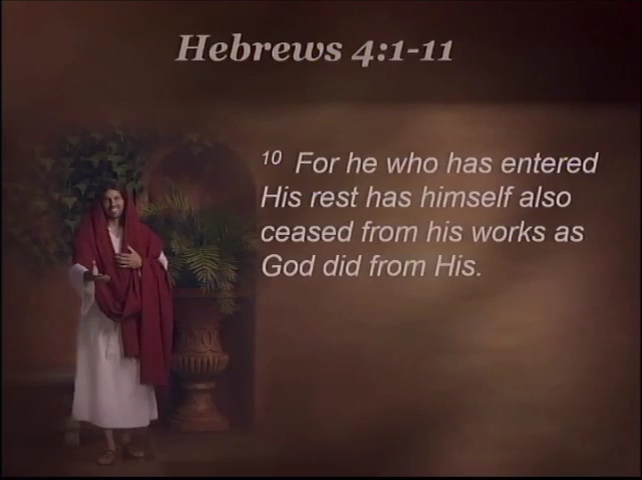 Hebrews 4:1-11
10 For he who has entered
His rest has himself also
ceased from his works as
God did from His.